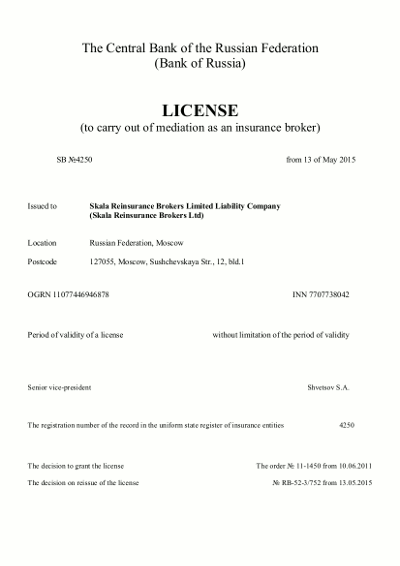 The Central Bank of the Russian Federation
(Bank of Russia)
LICENSE
(to carry out of mediation as an insurance broker)
SB №4250 from 13 of May 2015
Issued to Skala Reinsurance Brokers Limited Liability Company
(Skala Reinsurance Brokers Ltd)
Location Russian Federation, Moscow
Postcode 127055, Moscow, Sushchevskaya Str., 12, bld.1
OGRN 11077446946878 INN 7707738042
Period of validity of a license without limitation of the period of validity
Senior vice-president Shvetsov S.A.
The registration number of the record in the uniform state register of insurance entities 4250
The decision to grant the license The order № 11-1450 from 10.06.2011
The decision on reissue of the license № RB-52-3/752 from 13.05.2015